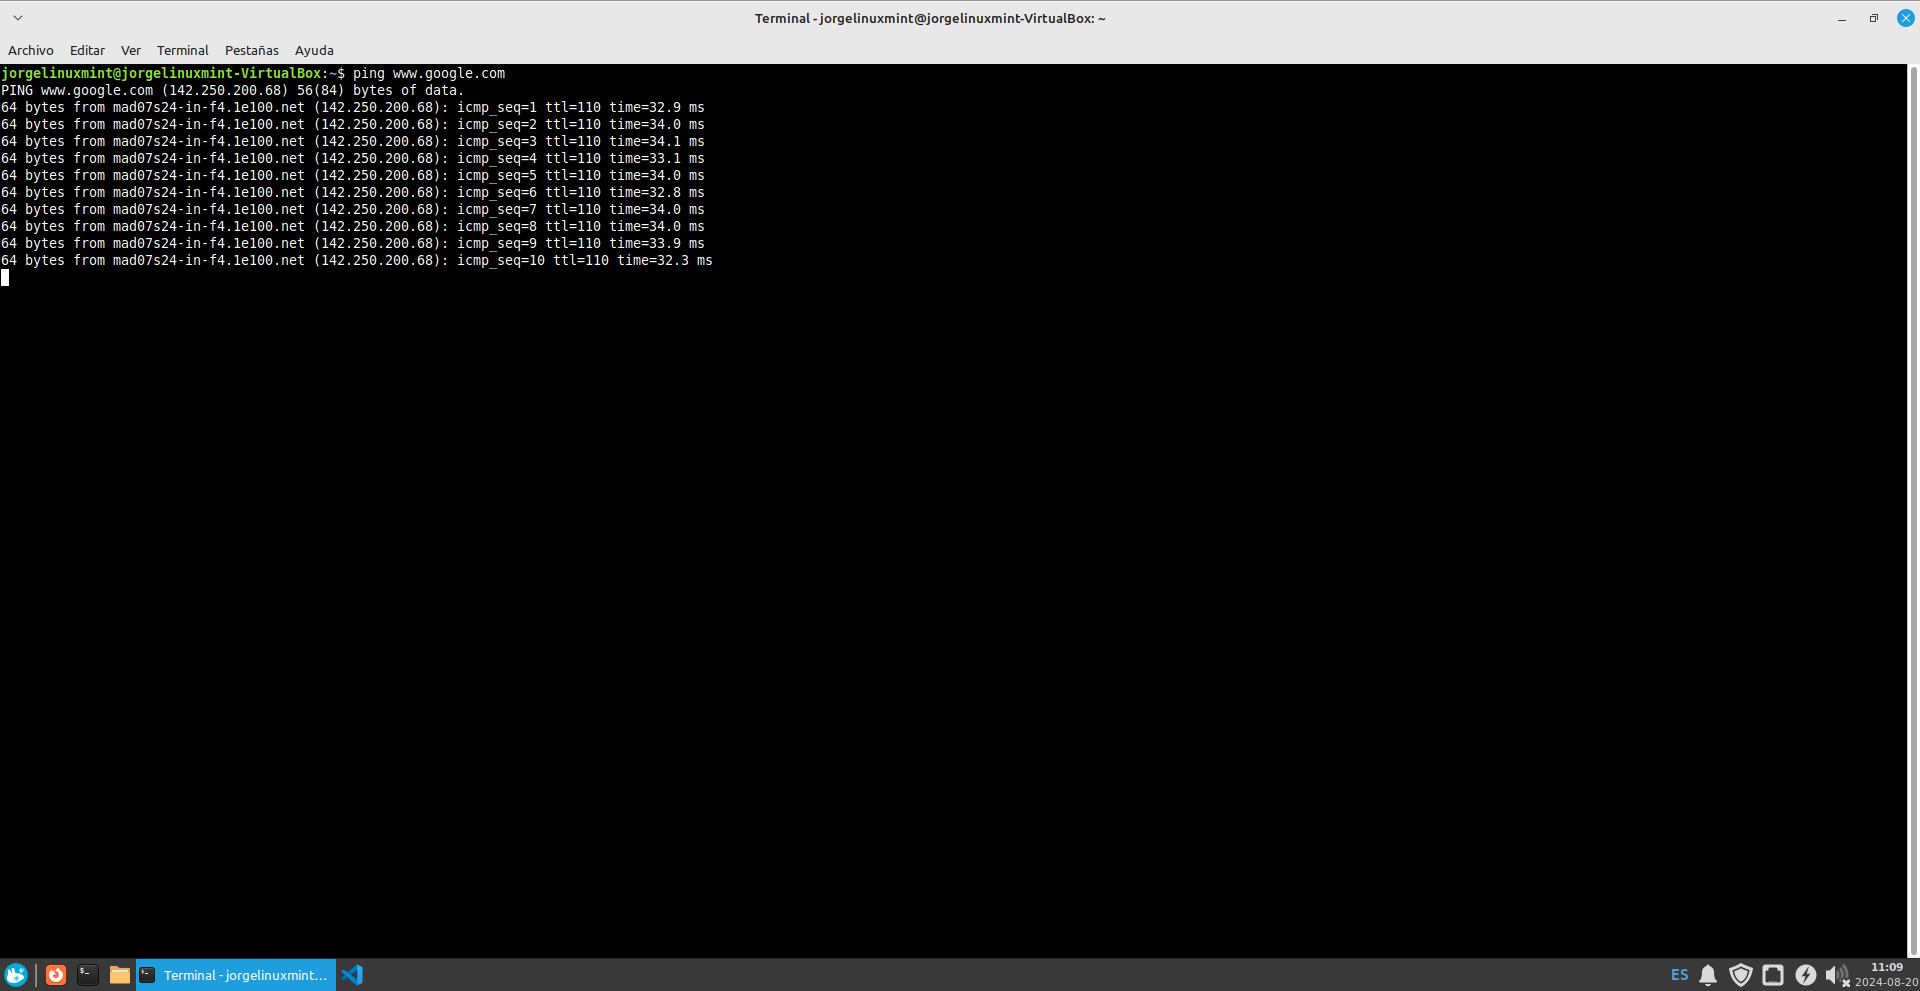 Terminal - jorgelinuxmint@jorgelinuxmint-VirtualBox: ~
Archivo Editar Ver Terminal Pestañas Ayuda
jorgelinuxmint@jorgelinuxmint-VirtualBox:~$ ping www.google.com
PING www.google.com (142.250.200.68) 56(84) bytes of data.
64 bytes from mad07s24-in-f4.1e100.net (142.250.200.68): icmp_seq=1 ttl=110 time=32.9 ms
64 bytes from mad07s24-in-f4.1e100.net (142.250.200.68): icmp_seq=2 ttl=110 time=34.0 ms
64 bytes from mad07s24-in-f4.1e100.net (142.250.200.68): icmp_seq=3 ttl=110 time=34.1 ms
64 bytes from mad07s24-in-f4.1e100.net (142.250.200.68): icmp_seq=4 ttl=110 time=33.1 ms
64 bytes from mad07s24-in-f4.1e100.net (142.250.200.68): icmp_seq=5 ttl=110 time=34.0 ms
64 bytes from mad07s24-in-f4.1e100.net (142.250.200.68): icmp_seq=6 ttl=110 time=32.8 ms
64 bytes from mad07s24-in-f4.1e100.net (142.250.200.68): icmp_seq=7 ttl=110 time=34.0 ms
64 bytes from mad07s24-in-f4.1e100.net (142.250.200.68): icmp_seq=8 ttl=110 time=34.0 ms
64 bytes from mad07s24-in-f4.1e100.net (142.250.200.68): icmp_seq=9 ttl=110 time=33.9 ms
64 bytes from mad07s24-in-f4.1e100.net (142.250.200.68): icmp_seq=10 ttl=110 time=32.3 ms
Terminal - jorgelinuxmint...
ES
11:09
2024-08-20